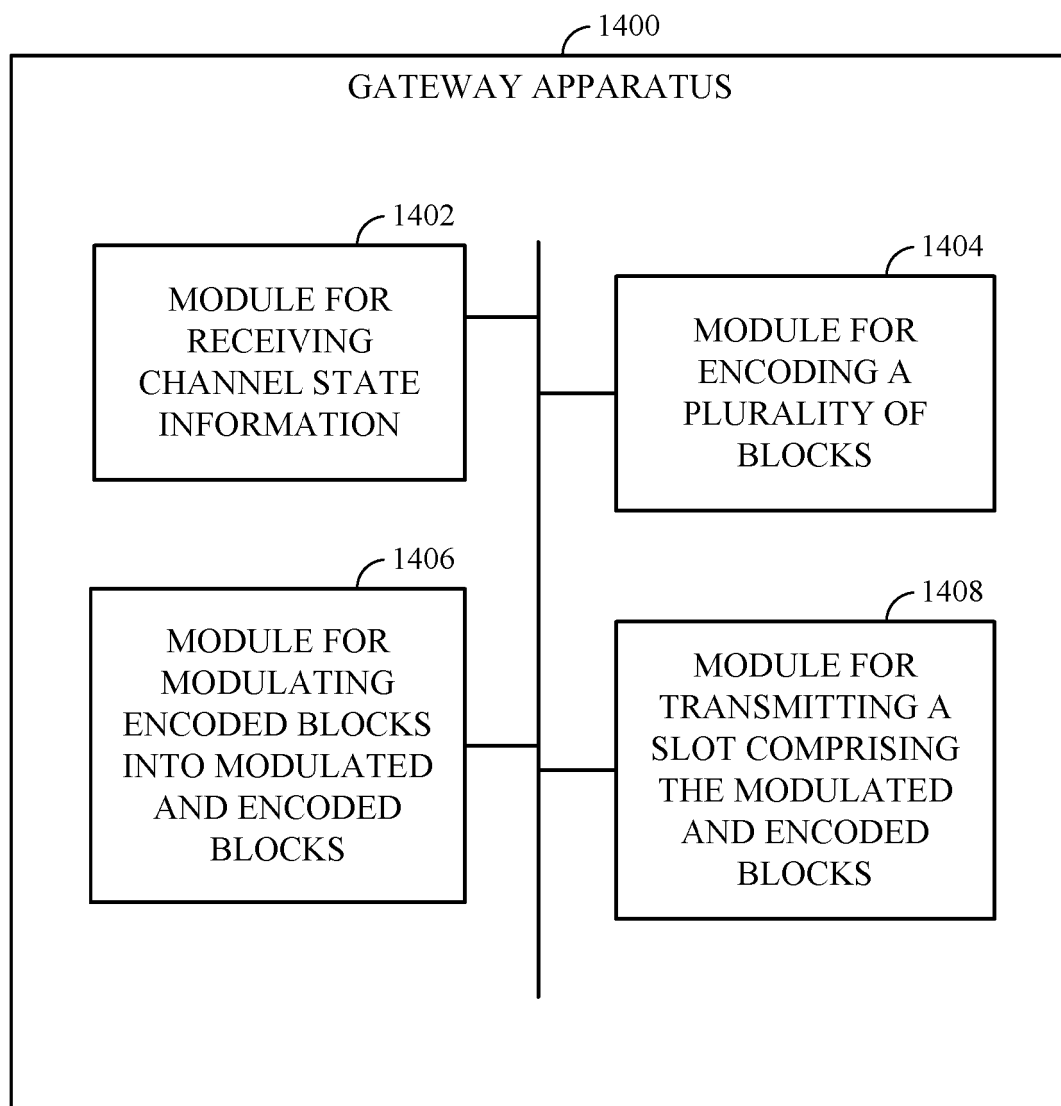 1400
GATEWAY APPARATUS
1402
MODULE FOR
RECEIVING
CHANNEL STATE
INFORMATION
1404
MODULE FOR
ENCODING A
PLURALITY OF
BLOCKS
1406
MODULE FOR
MODULATING
ENCODED BLOCKS
INTO MODULATED
AND ENCODED
BLOCKS
1408
MODULE FOR
TRANSMITTING A
SLOT COMPRISING
THE MODULATED
AND ENCODED
BLOCKS